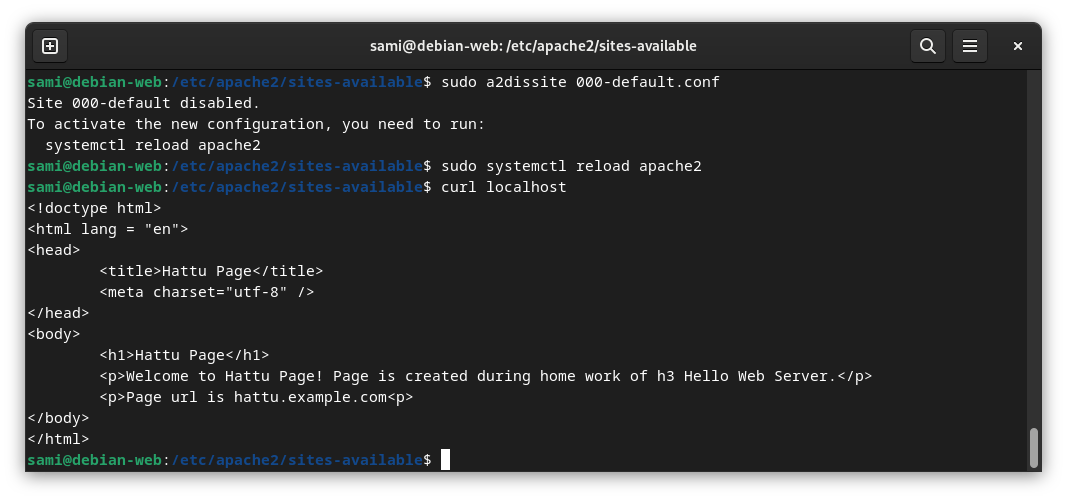 sami@debian-web: /etc/apache2/sites-available
sami@debian-web:/etc/apache2/sites-available$ sudo a2dissite 000-default.conf
Site 000-default disabled.
To activate the new configuration, you need to run:
  systemctl reload apache2
sami@debian-web:/etc/apache2/sites-available$ sudo systemctl reload apache2
sami@debian-web:/etc/apache2/sites-available$ curl localhost
<!doctype html>
<html lang = "en">
<head>
        <title>Hattu Page</title>
        <meta charset="utf-8" />
</head>
<body>
        <h1>Hattu Page</h1>
        <p>Welcome to Hattu Page! Page is created during home work of h3 Hello Web Server.</p>
        <p>Page url is hattu.example.com<p>
</body>
</html>
sami@debian-web:/etc/apache2/sites-available$